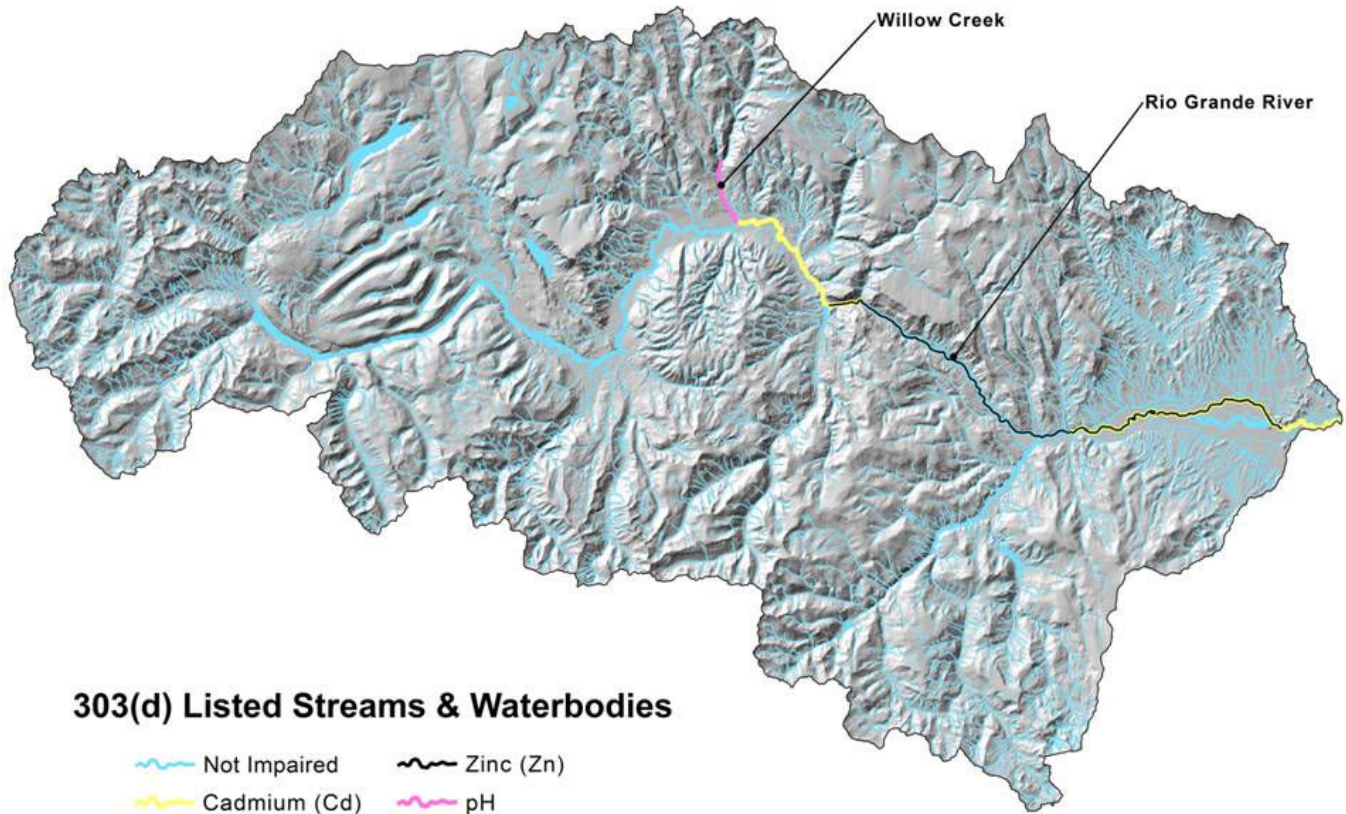 Willow Creek
Rio Grande River
303(d) Listed Streams & Waterbodies
Not Impaired
Zinc (Zn)
Cadmium (Cd)
pH